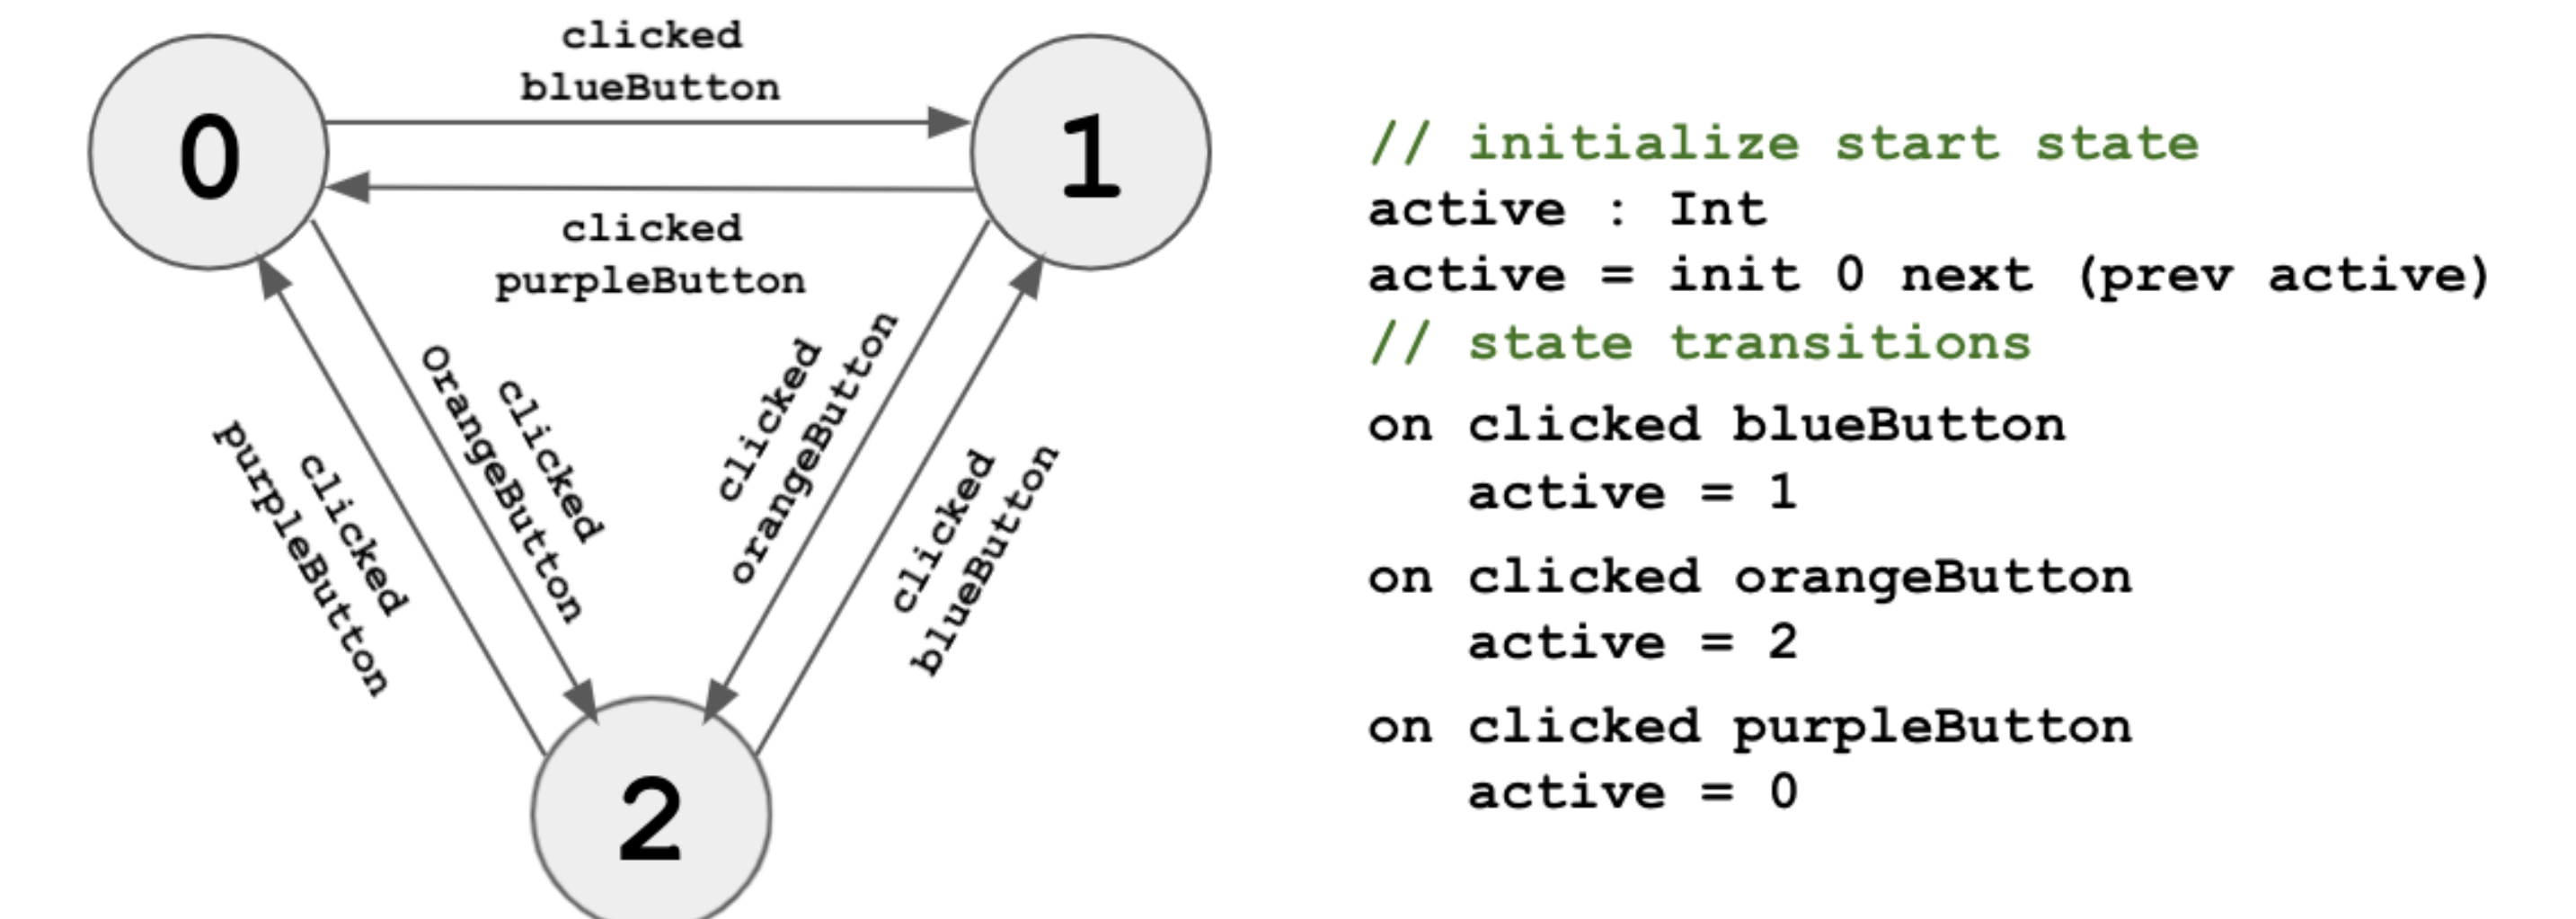 clicked
blueButton
0
1
clicked
purpleButton
clicked
OrangeButton
clicked
orangeButton
clicked
purpleButton
clicked
blueButton
2
// initialize start state
active : Int
active = init 0 next (prev active)
// state transitions
on clicked blueButton
active = 1
on clicked orangeButton
active = 2
on clicked purpleButton
active = 0